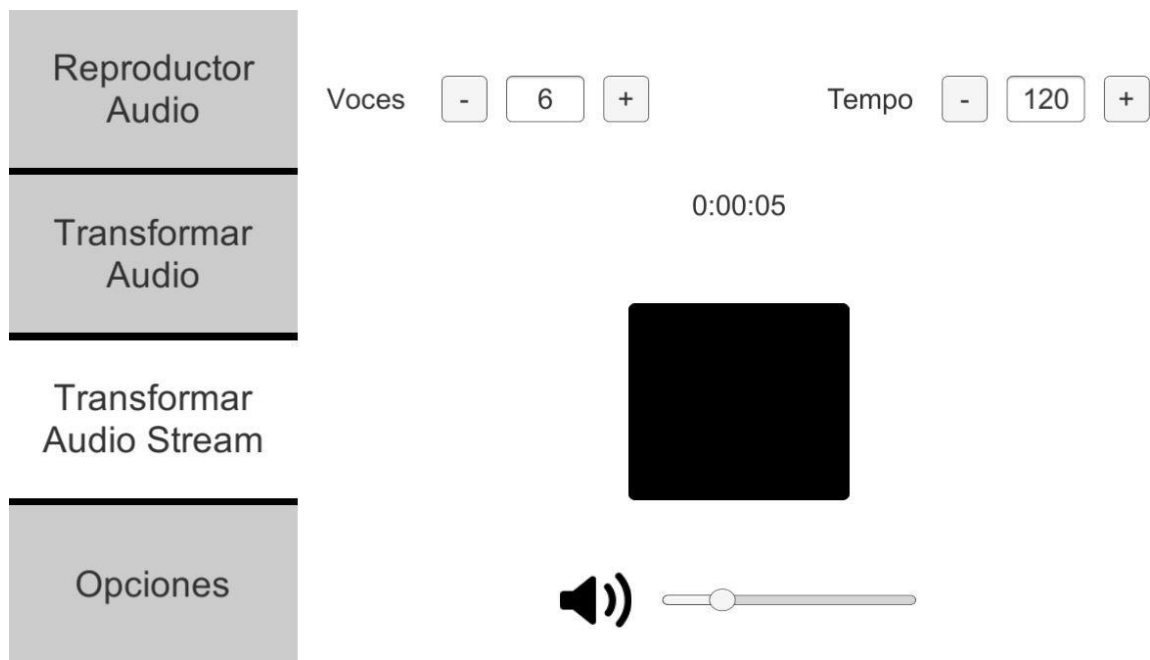 Reproductor
Audio
Transformar
Audio
Transformar
Audio Stream
Opciones
Voces - 6 + Tempo - 120 +
0:00:05